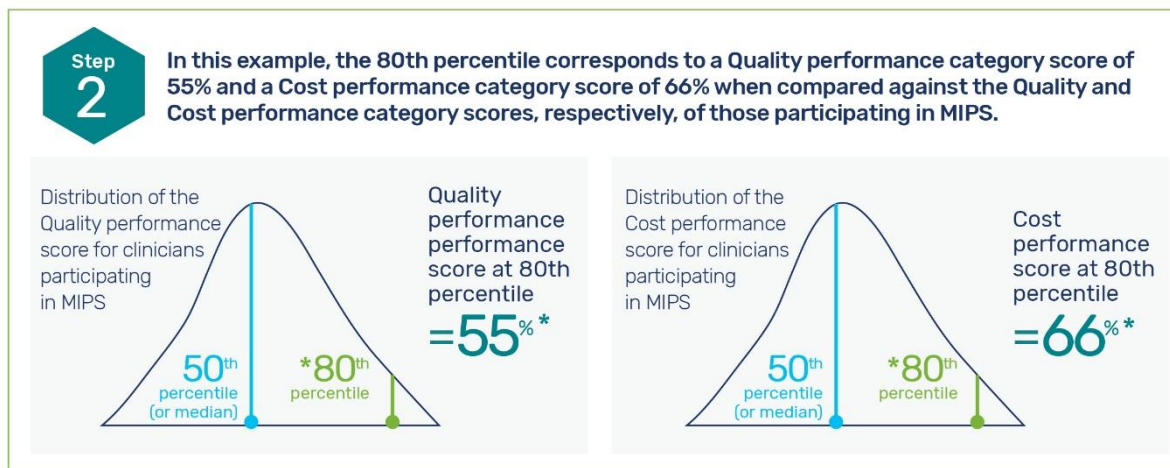 Step
2
In this example, the 80th percentile corresponds to a Quality performance category score of
55% and a Cost performance category score of 66% when compared against the Quality and
Cost performance category scores, respectively, of those participating in MIPS.
Distribution of the
Quality performance
score for clinicians
participating
in MIPS
Quality
performance
performance
score at 80th
percentile
=55%*
50th
percentile
(or median)
*80th
percentile
Distribution of the
Cost performance
score for clinicians
participating
in MIPS
Cost
performance
score at 80th
percentile
=66%*
50th
percentile
(or median)
*80th
percentile